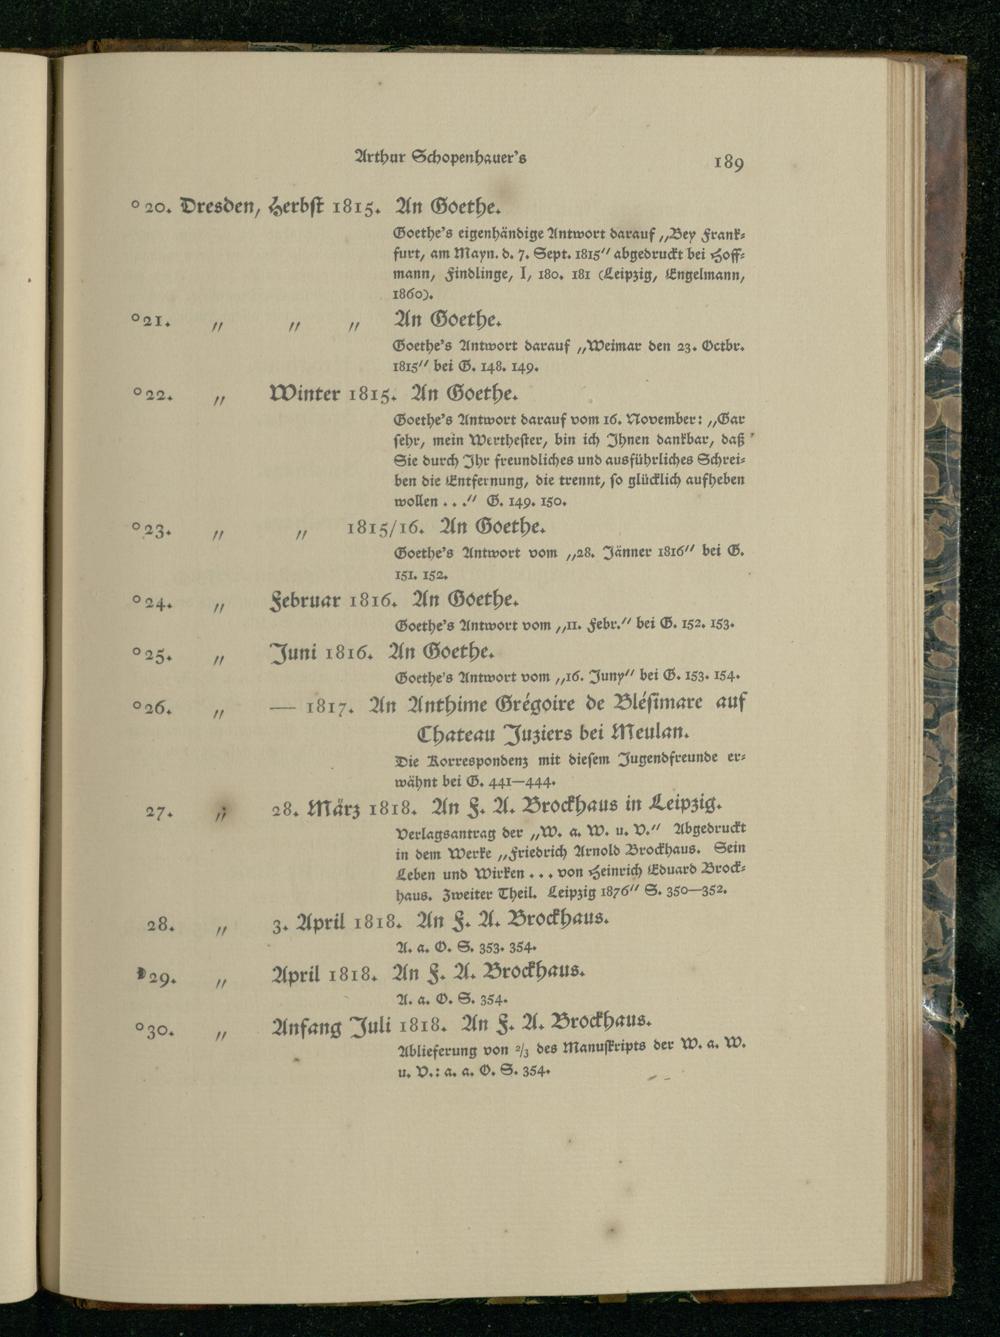 Arthur Schopenhauer's 189
°20. Dresden, Herbst 1815. An Goethe.
Goethe's eigenhändige Antwort darauf „Bey Frank-
furt, am Mayn. d. 7. Sept. 1815" abgedruckt bei Hoff-
mann, Findlinge, I, 180. 181 (Leipzig, Engelmann,
1860).
°21. „ „ „ An Goethe.
Goethe's Antwort darauf „Weimar den 23. Octbr.
1815" bei G. 148. 149.
°22. „ Winter 1815. An Goethe.
Goethe's Antwort darauf vom 16. November: „Gar
sehr, mein Werthester, bin ich Ihnen dankbar, daß
Sie durch Ihr freundliches und ausführliches Schrei-
ben die Entfernung, die trennt, so glücklich aufheben
wollen . . ." G. 149. 150.
°23. „ „ 1815/16. An Goethe.
Goethe's Antwort vom „28. Jänner 1816" bei G.
151. 152.
°24. „ Februar 1816. An Goethe.
Goethe's Antwort vom „11. Febr." bei G. 152. 153.
°25. „ Juni 1816. An Goethe.
Goethe's Antwort vom „16. Juny" bei G. 153. 154.
°26. „ — 1817. An Anthime Grégoire de Blésimare auf
Chateau Juziers bei Meulan.
Die Korrespondenz mit diesem Jugendfreunde er-
wähnt bei G. 441—444.
27. „ 28. März 1818. An F. A. Brockhaus in Leipzig.
Verlagsantrag der „W. a. W. u. V." Abgedruckt
in dem Werke „Friedrich Arnold Brockhaus. Sein
Leben und Wirken . . . von Heinrich Eduard Brock-
haus. Zweiter Theil. Leipzig 1876" S. 350—352.
28. „ 3. April 1818. An F. A. Brockhaus.
A. a. O. S. 353. 354.
29. „ April 1818. An F. A. Brockhaus.
A. a. O. S. 354.
°30. „ Anfang Juli 1818. An F. A. Brockhaus.
Ablieferung von 2/3 des Manuskripts der W. a. W.
u. V.: a. a. O. S. 354.